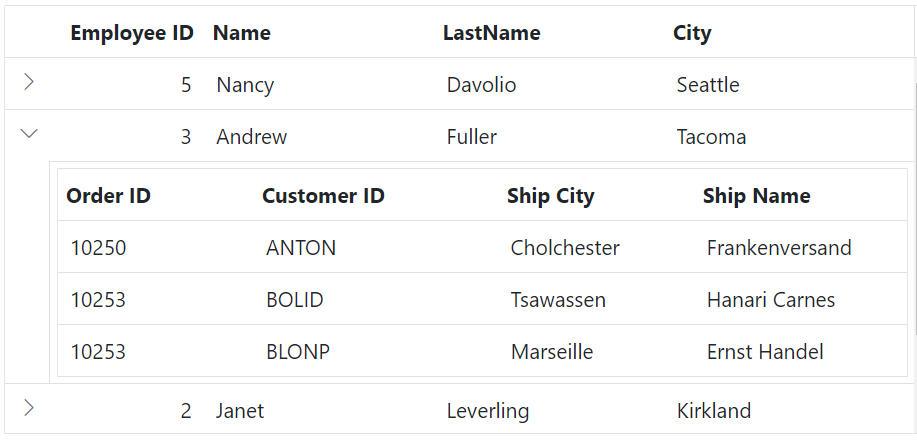 Employee ID Name LastName City
5 Nancy Davolio Seattle
3 Andrew Fuller Tacoma
Order ID Customer ID Ship City Ship Name
10250 ANTON Cholchester Frankenversand
10253 BOLID Tsawassen Hanari Carnes
10253 BLONP Marseille Ernst Handel
2 Janet Leverling Kirkland